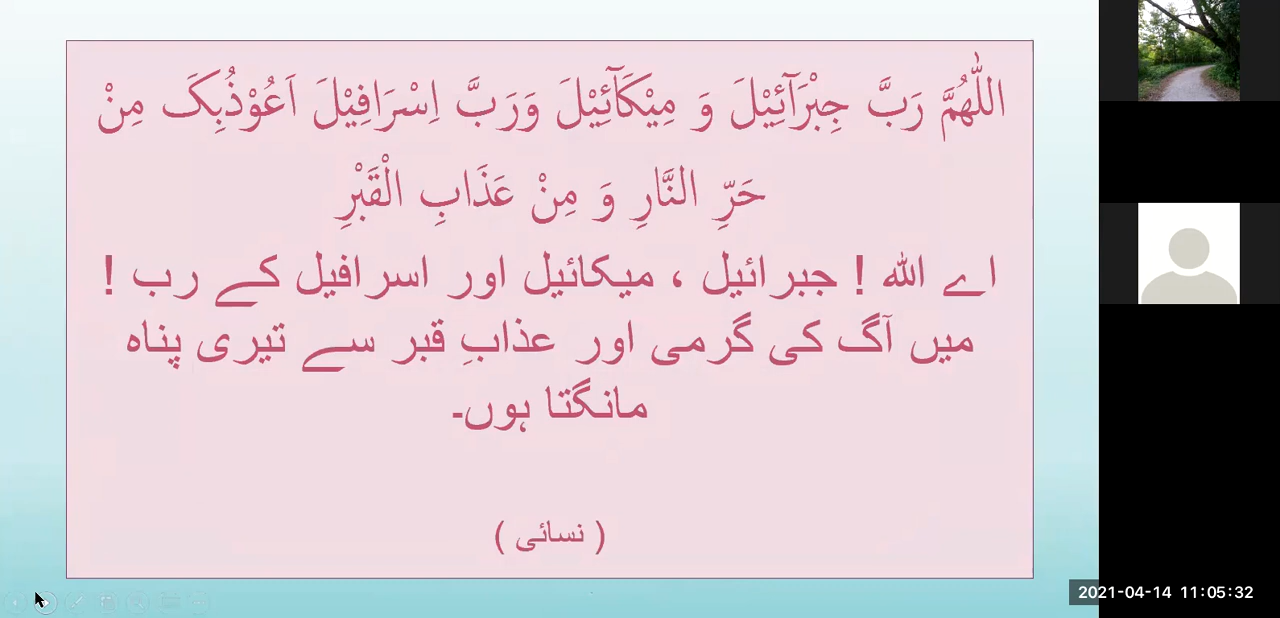 اللّٰهُمَّ رَبَّ جِبْرَآئِيْلَ وَ مِيْكَآئِيْلَ وَرَبَّ اِسْرَافِيْلَ اَعُوْذُبِکَ مِنْ
حَرِّ النَّارِ وَ مِنْ عَذَابِ الْقَبْرِ
اے اللہ ! جبرائیل ، میکائیل اور اسرافیل کے رب !
میں آگ کی گرمی اور عذابِ قبر سے تیری پناہ
مانگتا ہوں۔
( نسائی )
2021-04-14 11:05:32